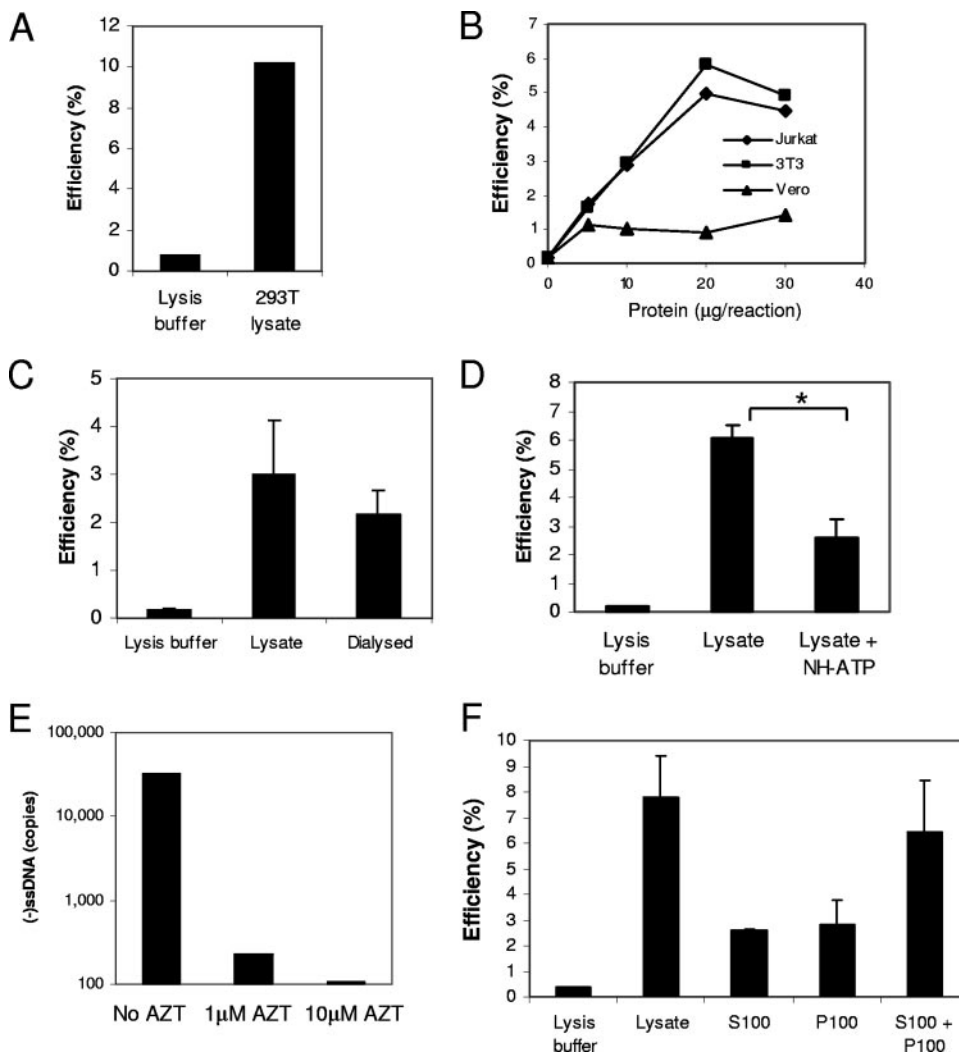 A
Efficiency (%)
12
10
8
6
4
2
0
Lysis buffer
293T lysate
B
Efficiency (%)
6
5
4
3
2
1
0
0
10
20
30
40
Jurkat
3T3
Vero
Protein (μg/reaction)
C
Efficiency (%)
5
4
3
2
1
0
Lysis buffer
Lysate
Dialysed
D
Efficiency (%)
8
7
6
5
4
3
2
1
0
*
Lysis buffer
Lysate
Lysate + NH-ATP
E
(-)ssDNA (copies)
100,000
10,000
1,000
100
No AZT
1μM AZT
10μM AZT
F
Efficiency (%)
10
9
8
7
6
5
4
3
2
1
0
Lysis buffer
Lysate
S100
P100
S100 + P100